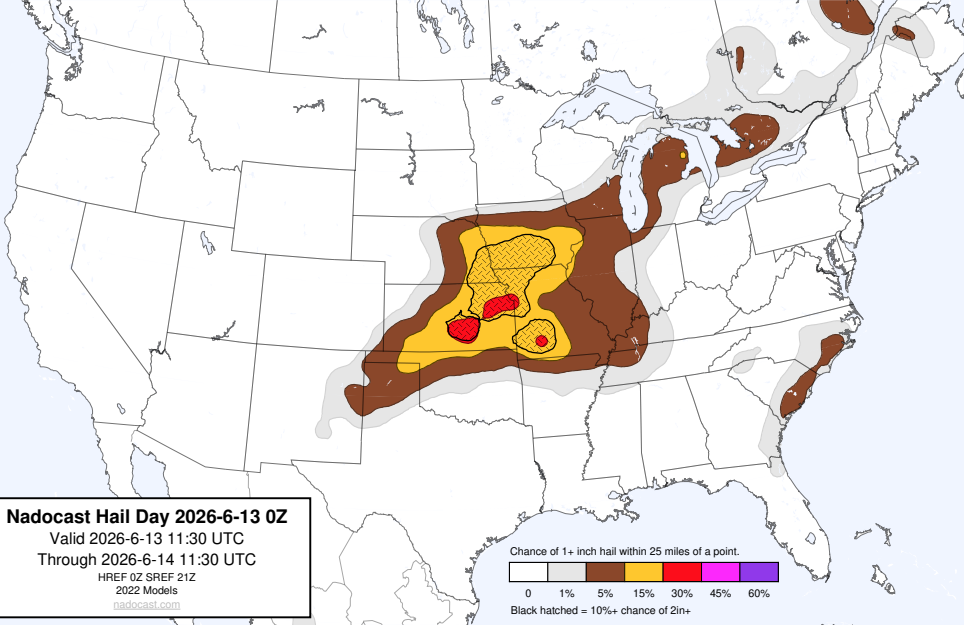 Nadocast Hail Day 2026-6-13 0Z
Valid 2026-6-13 11:30 UTC
Through 2026-6-14 11:30 UTC
HREF 0Z SREF 21Z
2022 Models
nadocast.com
Chance of 1+ inch hail within 25 miles of a point.
0 1% 5% 15% 30% 45% 60%
Black hatched = 10%+ chance of 2in+